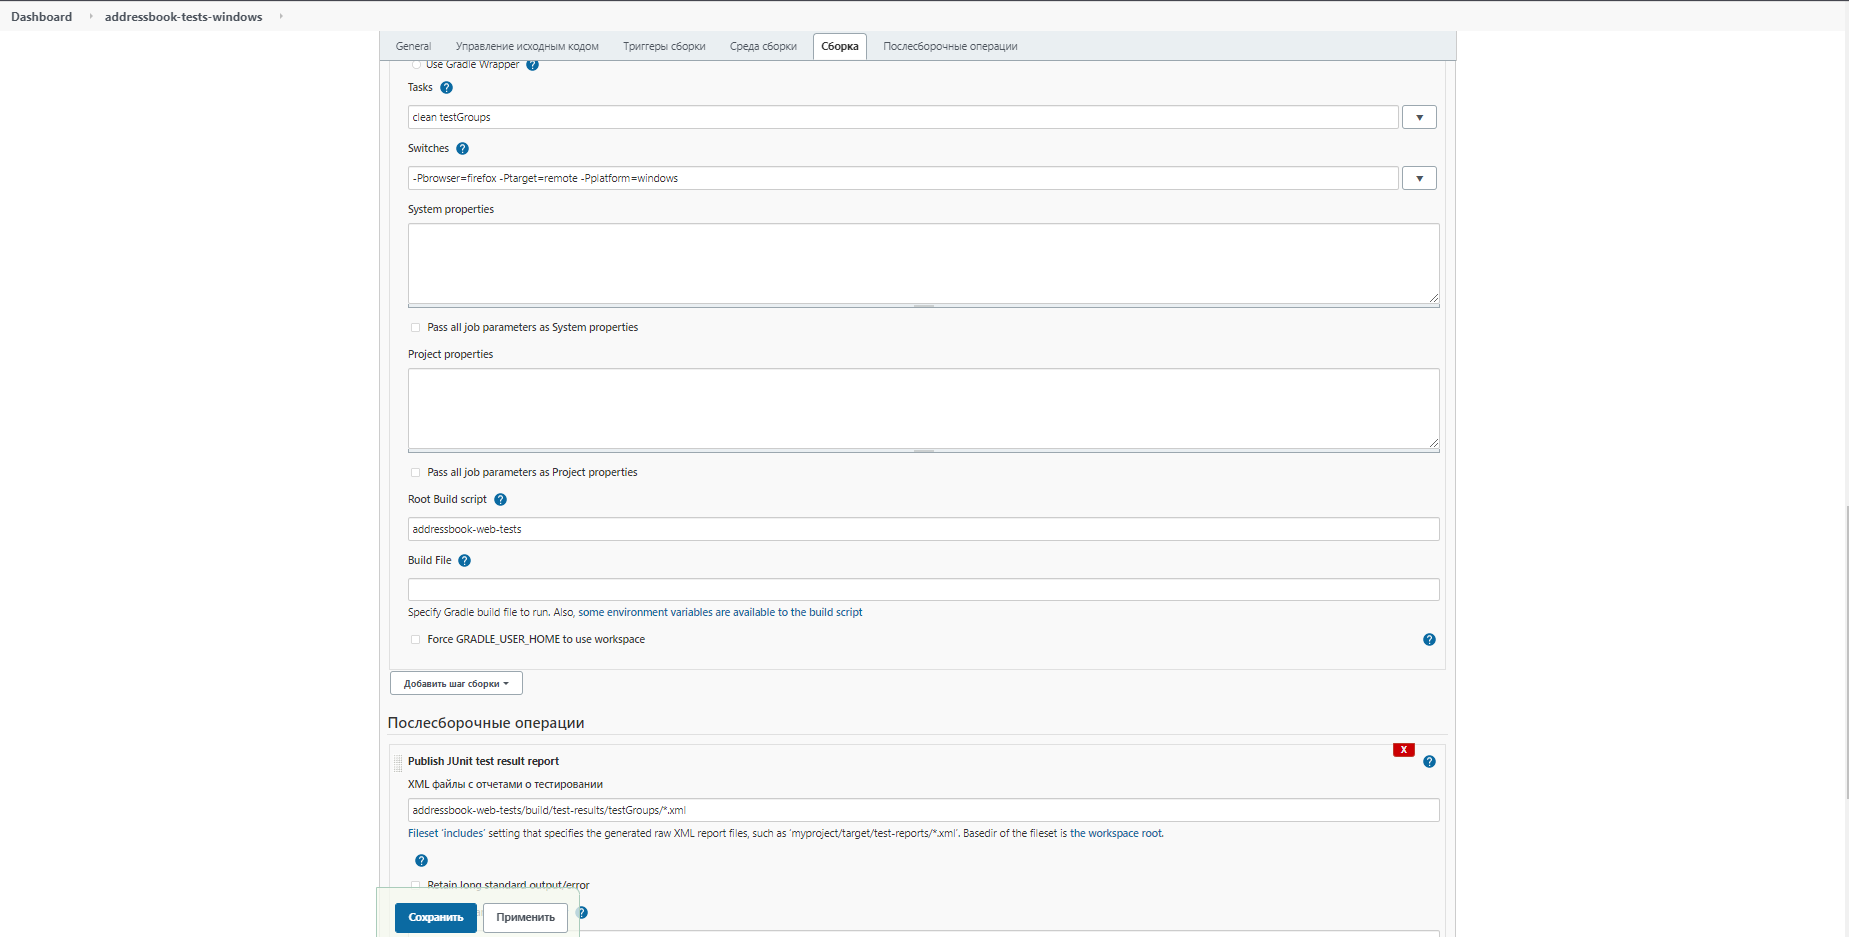 Dashboard addressbook-tests-windows
General Управление исходным кодом Триггеры сборки Среда сборки Сборка Послесборочные операции
Use Gradle Wrapper ?
Tasks ?
clean testGroups
Switches ?
-Pbrowser=firefox -Ptarget=remote -Pplatform=windows
System properties
Pass all job parameters as System properties
Project properties
Pass all job parameters as Project properties
Root Build script ?
addressbook-web-tests
Build File ?
Specify Gradle build file to run. Also, some environment variables are available to the build script
Force GRADLE_USER_HOME to use workspace ?
Добавить шаг сборки
Послесборочные операции
X
Publish JUnit test result report ?
XML файлы с отчетами о тестировании
addressbook-web-tests/build/test-results/testGroups/*.xml
Fileset 'includes' setting that specifies the generated raw XML report files, such as 'myproject/target/test-reports/*.xml'. Basedir of the fileset is the workspace root.
?
Retain long standard output/error
Сохранить Применить ?